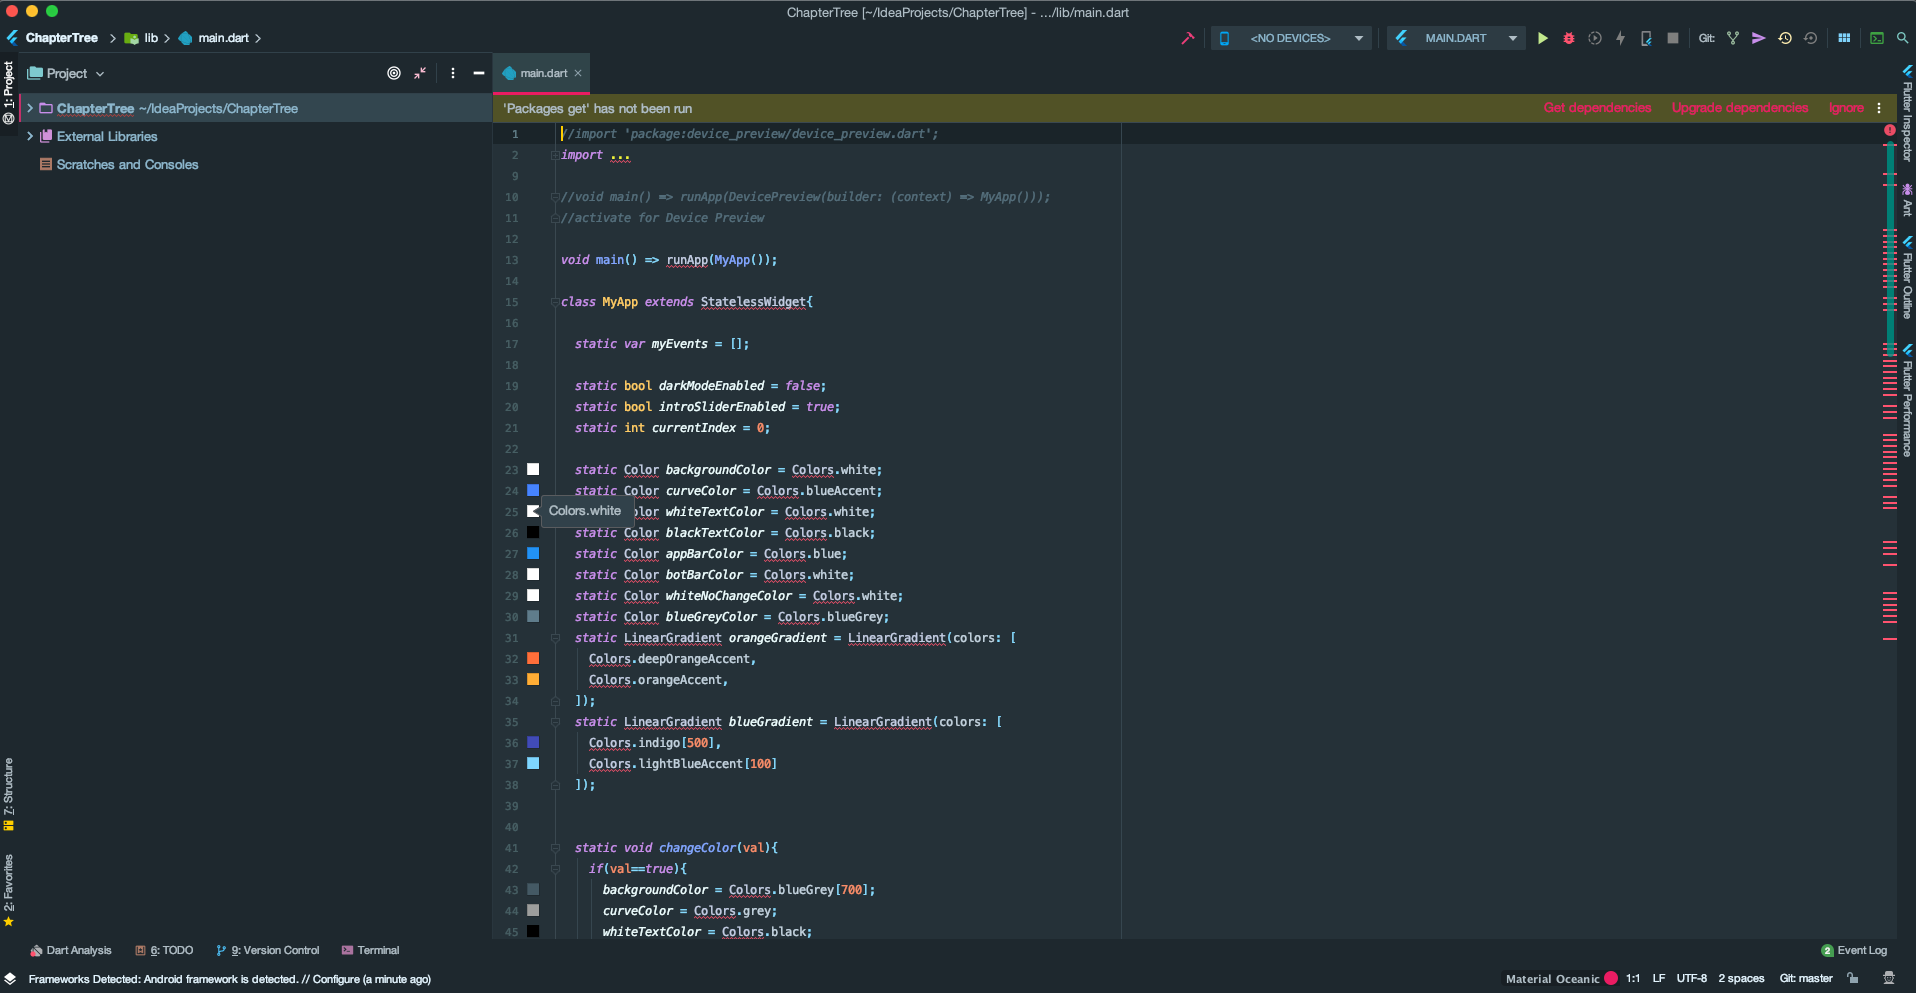 ChapterTree [~/IdeaProjects/ChapterTree] - .../lib/main.dart
ChapterTree lib main.dart
<NO DEVICES> MAIN.DART Git:
1: Project
Project
main.dart
ChapterTree ~/IdeaProjects/ChapterTree
External Libraries
Scratches and Consoles
'Packages get' has not been run Get dependencies Upgrade dependencies Ignore
1 //import 'package:device_preview/device_preview.dart';
2 import ...
9
10 //void main() => runApp(DevicePreview(builder: (context) => MyApp()));
11 //activate for Device Preview
12
13 void main() => runApp(MyApp());
14
15 class MyApp extends StatelessWidget{
16
17 static var myEvents = [];
18
19 static bool darkModeEnabled = false;
20 static bool introSliderEnabled = true;
21 static int currentIndex = 0;
22
23 static Color backgroundColor = Colors.white;
24 static Color curveColor = Colors.blueAccent;
25 Colors.white olor whiteTextColor = Colors.white;
26 static Color blackTextColor = Colors.black;
27 static Color appBarColor = Colors.blue;
28 static Color botBarColor = Colors.white;
29 static Color whiteNoChangeColor = Colors.white;
30 static Color blueGreyColor = Colors.blueGrey;
31 static LinearGradient orangeGradient = LinearGradient(colors: [
32 Colors.deepOrangeAccent,
33 Colors.orangeAccent,
34 ]);
35 static LinearGradient blueGradient = LinearGradient(colors: [
36 Colors.indigo[500],
37 Colors.lightBlueAccent[100]
38 ]);
39
40
41 static void changeColor(val){
42 if(val==true){
43 backgroundColor = Colors.blueGrey[700];
44 curveColor = Colors.grey;
45 whiteTextColor = Colors.black;
Flutter Inspector
Ant
Flutter Outline
Flutter Performance
7: Structure
2: Favorites
Dart Analysis 6: TODO 9: Version Control Terminal 2 Event Log
Frameworks Detected: Android framework is detected. // Configure (a minute ago) Material Oceanic 1:1 LF UTF-8 2 spaces Git: master